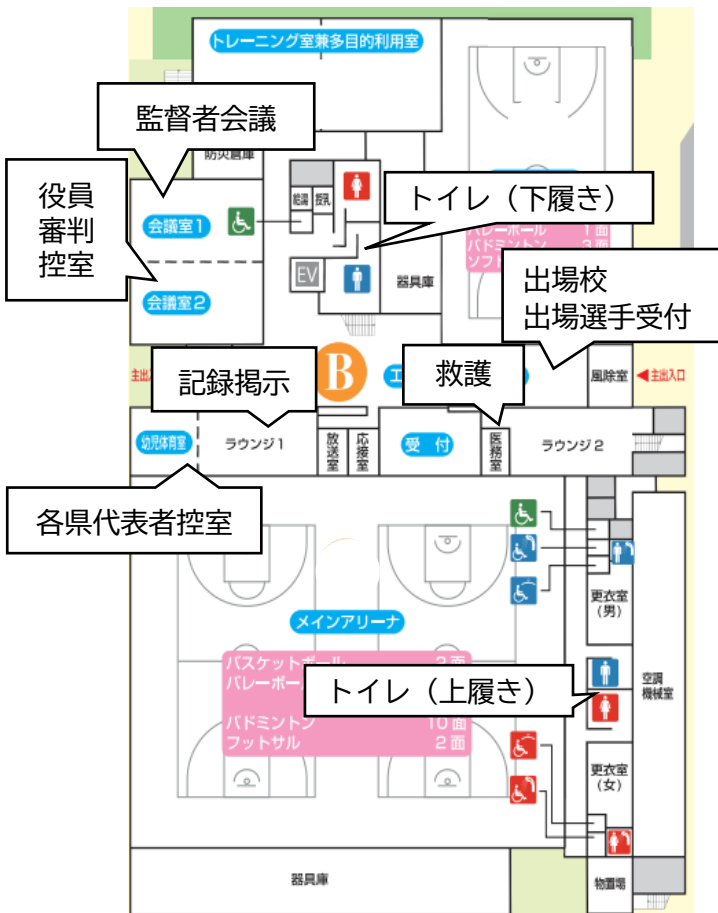 トレーニング室兼多目的利用室
監督者会議
防災倉庫
役員
審判
控室
会議室1
会議室2
給湯
授乳
トイレ（下履き）
EV
器具庫
バレーボール 1面
バドミントン 3面
ソフト
出場校
出場選手受付
主出入
記録掲示
B
エ
救護
風除室
主出入口
幼児体育室
ラウンジ1
放送室
応接室
受付
医務室
ラウンジ2
各県代表者控室
メインアリーナ
バスケットボール 2面
バレーボー
トイレ（上履き）
バドミントン 10面
フットサル 2面
更衣室
（男）
空調
機械室
更衣室
（女）
器具庫
物置場